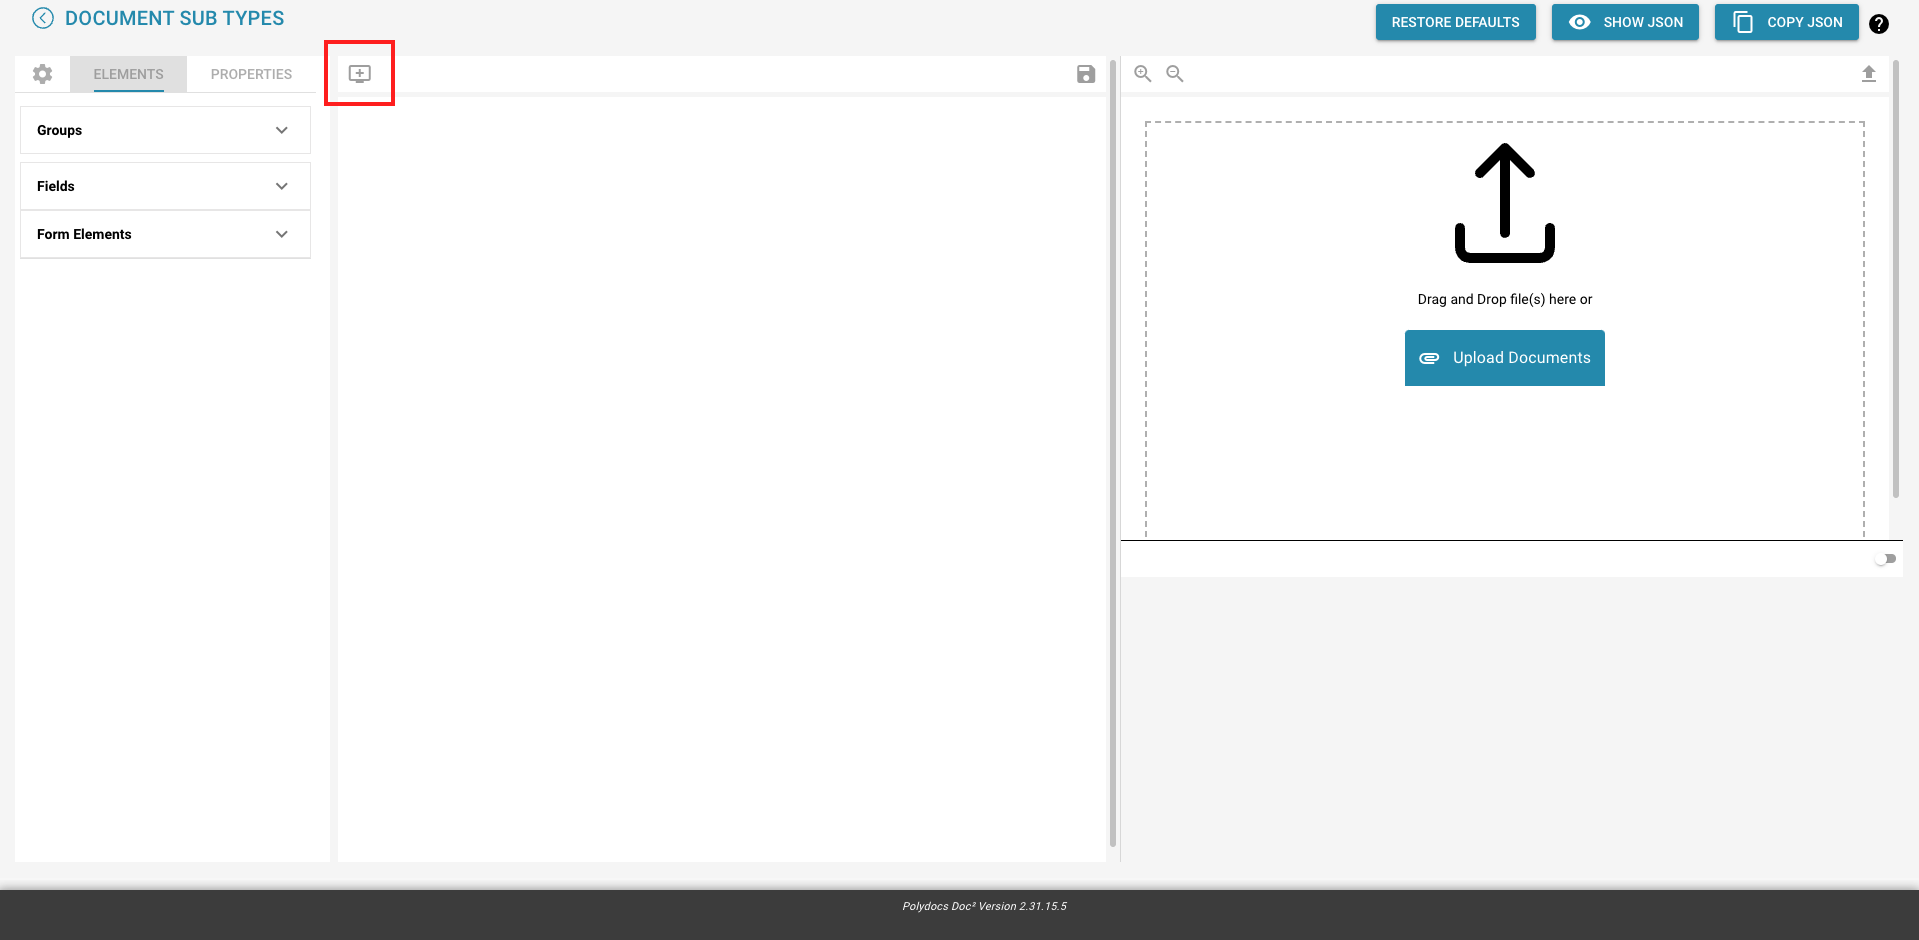 DOCUMENT SUB TYPES
RESTORE DEFAULTS
SHOW JSON
COPY JSON
ELEMENTS
PROPERTIES
Groups
Fields
Form Elements
Drag and Drop file(s) here or
Upload Documents
Polydocs Doc² Version 2.31.15.5